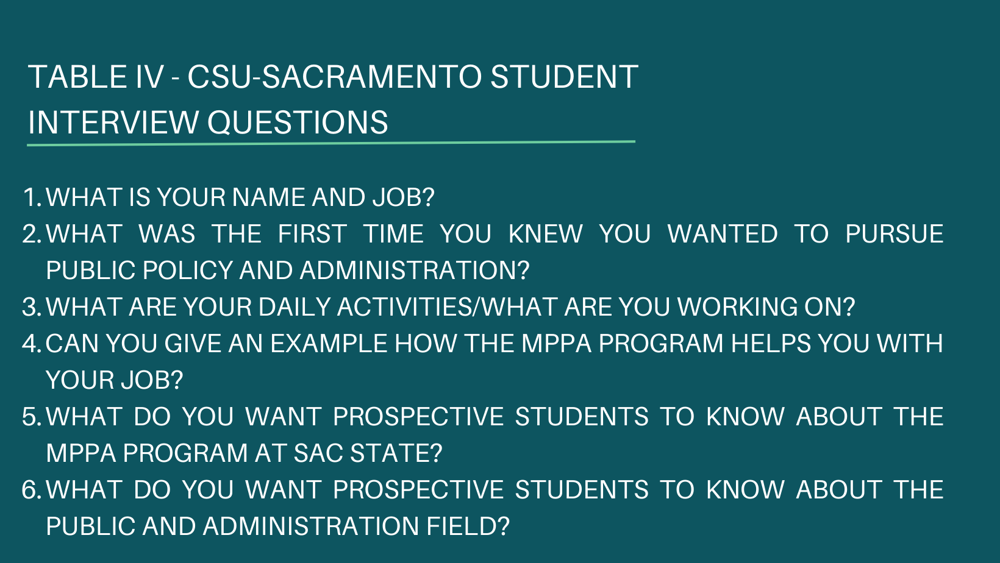 TABLE IV - CSU-SACRAMENTO STUDENT
INTERVIEW QUESTIONS
1. WHAT IS YOUR NAME AND JOB?
2. WHAT WAS THE FIRST TIME YOU KNEW YOU WANTED TO PURSUE
PUBLIC POLICY AND ADMINISTRATION?
3. WHAT ARE YOUR DAILY ACTIVITIES/WHAT ARE YOU WORKING ON?
4. CAN YOU GIVE AN EXAMPLE HOW THE MPPA PROGRAM HELPS YOU WITH
YOUR JOB?
5. WHAT DO YOU WANT PROSPECTIVE STUDENTS TO KNOW ABOUT THE
MPPA PROGRAM AT SAC STATE?
6. WHAT DO YOU WANT PROSPECTIVE STUDENTS TO KNOW ABOUT THE
PUBLIC AND ADMINISTRATION FIELD?